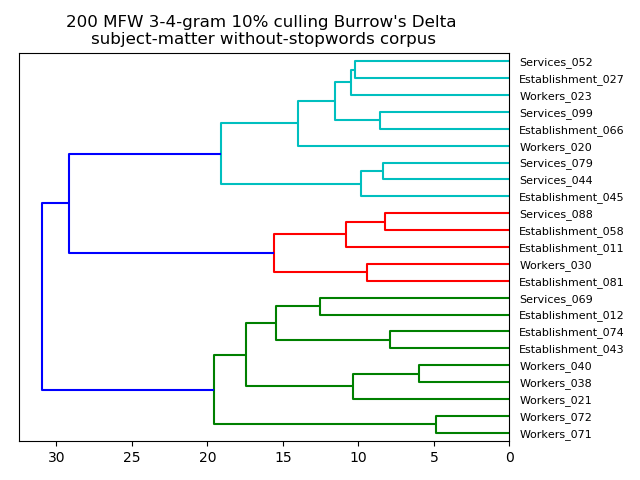 200 MFW 3-4-gram 10% culling Burrow's Delta
subject-matter without-stopwords corpus
Services_052
Establishment_027
Workers_023
Services_099
Establishment_066
Workers_020
Services_079
Services_044
Establishment_045
Services_088
Establishment_058
Establishment_011
Workers_030
Establishment_081
Services_069
Establishment_012
Establishment_074
Establishment_043
Workers_040
Workers_038
Workers_021
Workers_072
Workers_071
30 25 20 15 10 5 0